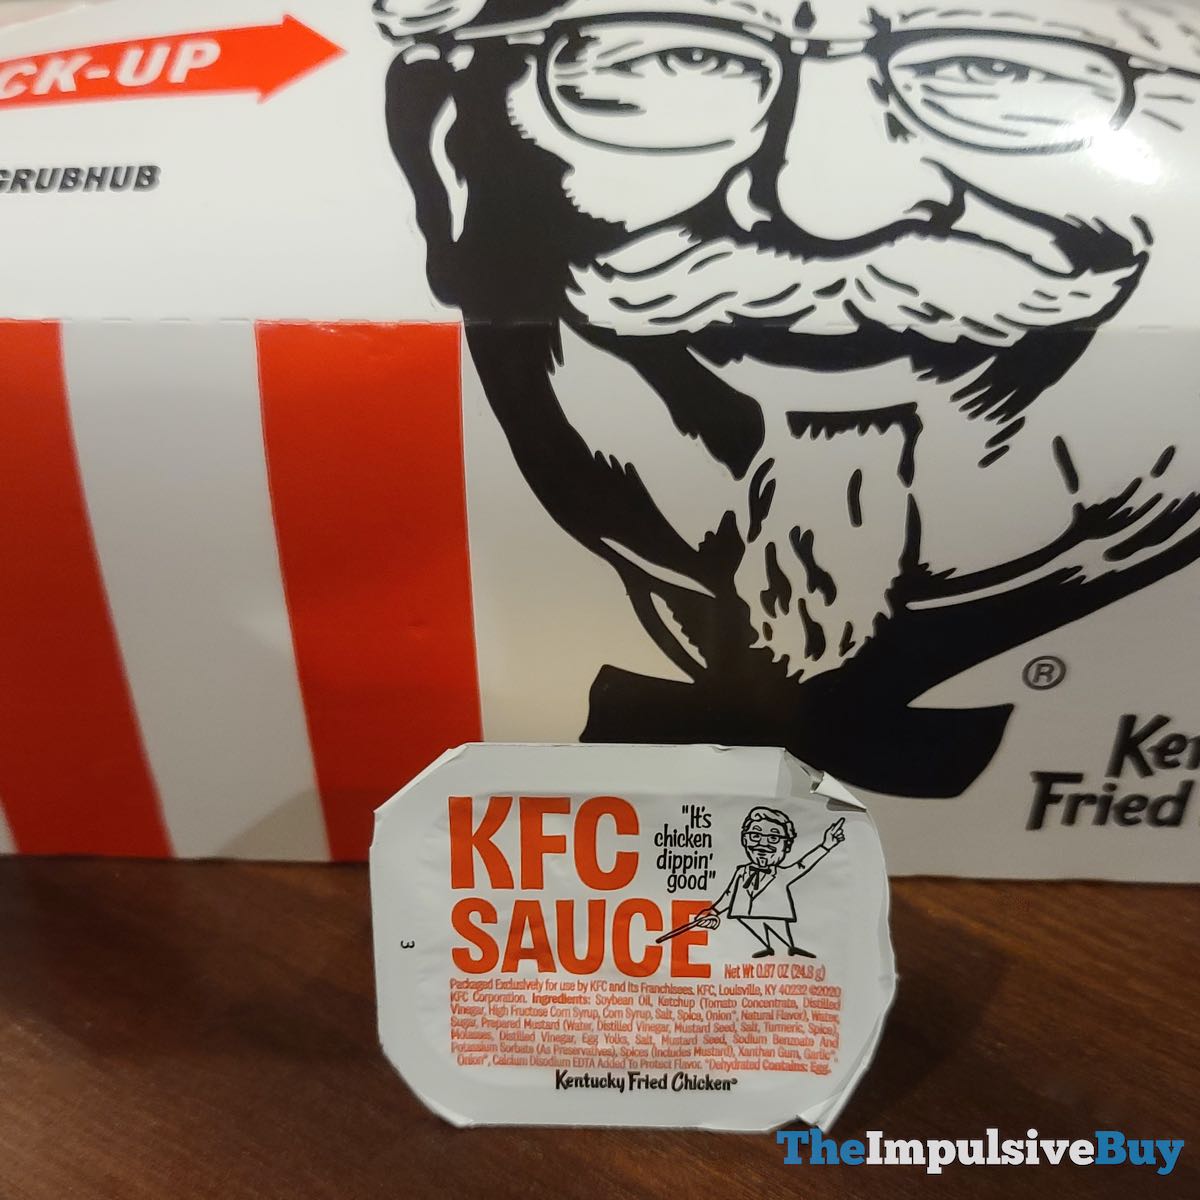 CK-UP
GRUBHUB
®
Ke
Fried
KFC
SAUCE
"It's
chicken
dippin'
good"
Net Wt 0.87 OZ (24.8 g)
3
Packaged Exclusively for use by KFC and Its Franchisees. KFC, Louisville, KY 40232 ©2020
KFC Corporation. Ingredients: Soybean Oil, Ketchup (Tomato Concentrate, Distilled
Vinegar, High Fructose Corn Syrup, Corn Syrup, Salt, Spice, Onion*, Natural Flavor), Water,
Sugar, Prepared Mustard (Water, Distilled Vinegar, Mustard Seed, Salt, Turmeric, Spice),
Molasses, Distilled Vinegar, Egg Yolks, Salt, Mustard Seed, Sodium Benzoate And
Potassium Sorbate (As Preservatives), Spices (Includes Mustard), Xanthan Gum, Garlic*,
Onion*, Calcium Disodium EDTA Added To Protect Flavor. *Dehydrated Contains: Egg.
Kentucky Fried Chicken®
TheImpulsiveBuy